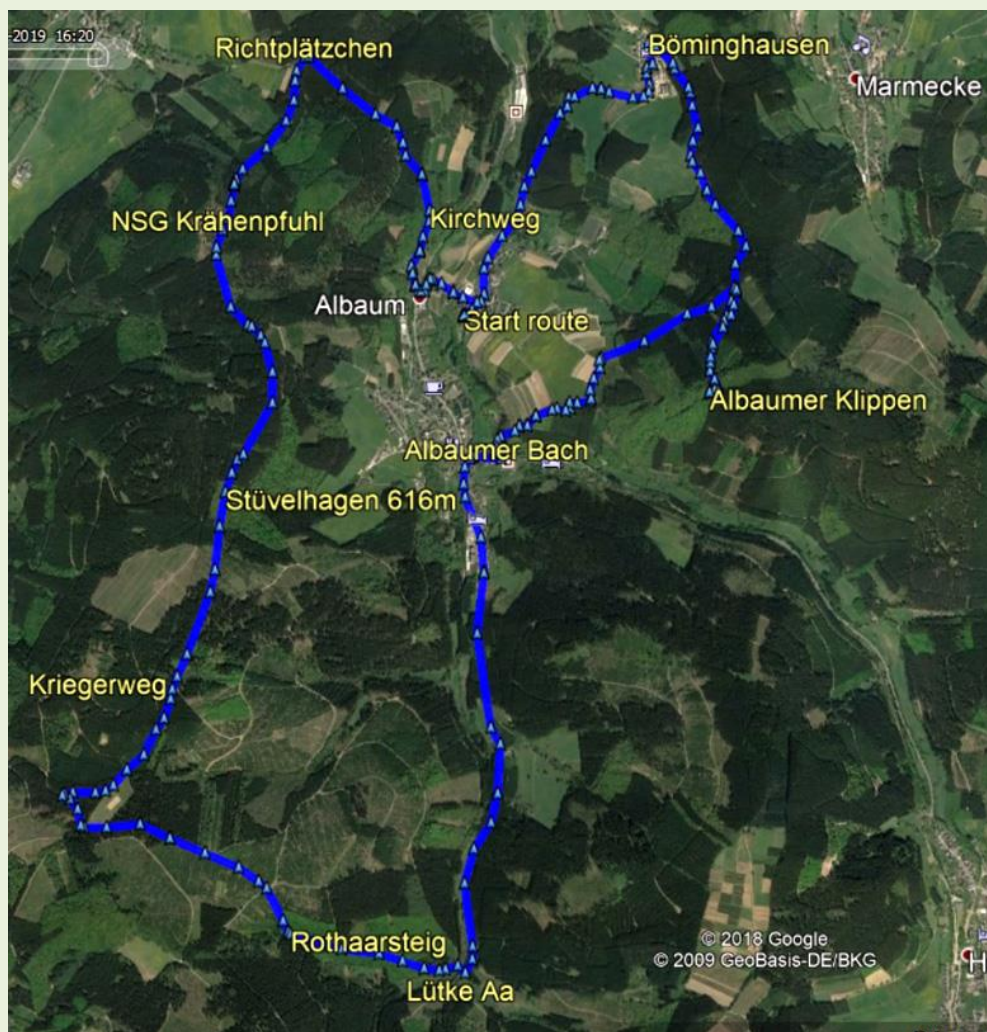 -2019 16:20
Richtplätzchen
Böminghausen
Marmecke
NSG Krähenpfuhl
Kirchweg
Albaum
Start route
Albaumer Klippen
Albaumer Bach
Stüvelhagen 616m
Kriegerweg
Rothaarsteig
Lütke Aa
© 2018 Google
© 2009 GeoBasis-DE/BKG
H